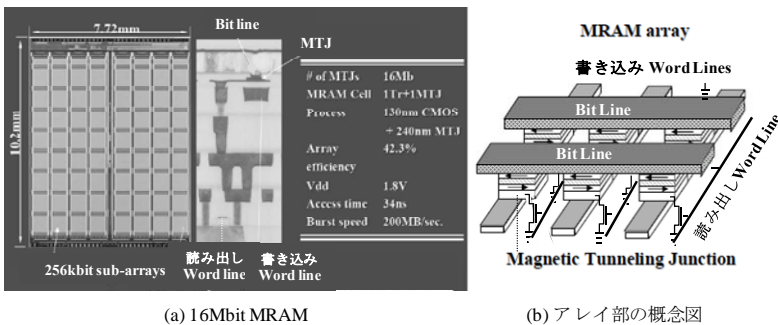 7.72mm
10.2mm
Bit line
MTJ
# of MTJs 16Mb
MRAM Cell 1Tr+1MTJ
Process 130nm CMOS
+ 240nm MTJ
Array 42.3%
efficiency
Vdd 1.8V
Access time 34ns
Burst speed 200MB/sec.
256kbit sub-arrays
読み出し 書き込み
Word line Word line
(a) 16Mbit MRAM
MRAM array
書き込み Word Lines
Bit Line
Bit Line
読み出し Word Line
Magnetic Tunneling Junction
(b) アレイ部の概念図